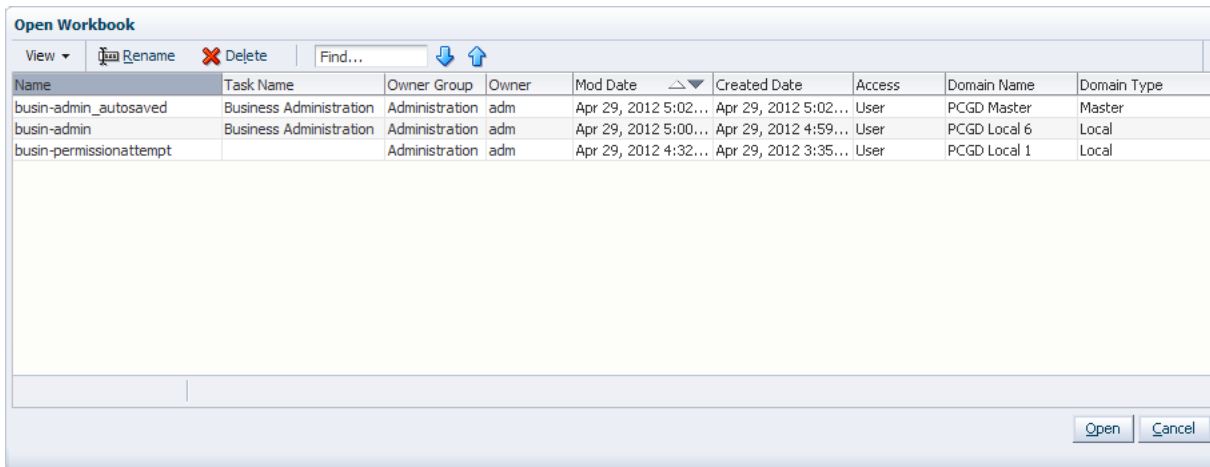 Open Workbook
View Rename Delete Find...
Name Task Name Owner Group Owner Mod Date Created Date Access Domain Name Domain Type
busin-admin_autosaved Business Administration Administration adm Apr 29, 2012 5:02... Apr 29, 2012 5:02... User PCGD Master Master
busin-admin Business Administration Administration adm Apr 29, 2012 5:00... Apr 29, 2012 4:59... User PCGD Local 6 Local
busin-permissionattempt Administration adm Apr 29, 2012 4:32... Apr 29, 2012 3:35... User PCGD Local 1 Local
Open Cancel